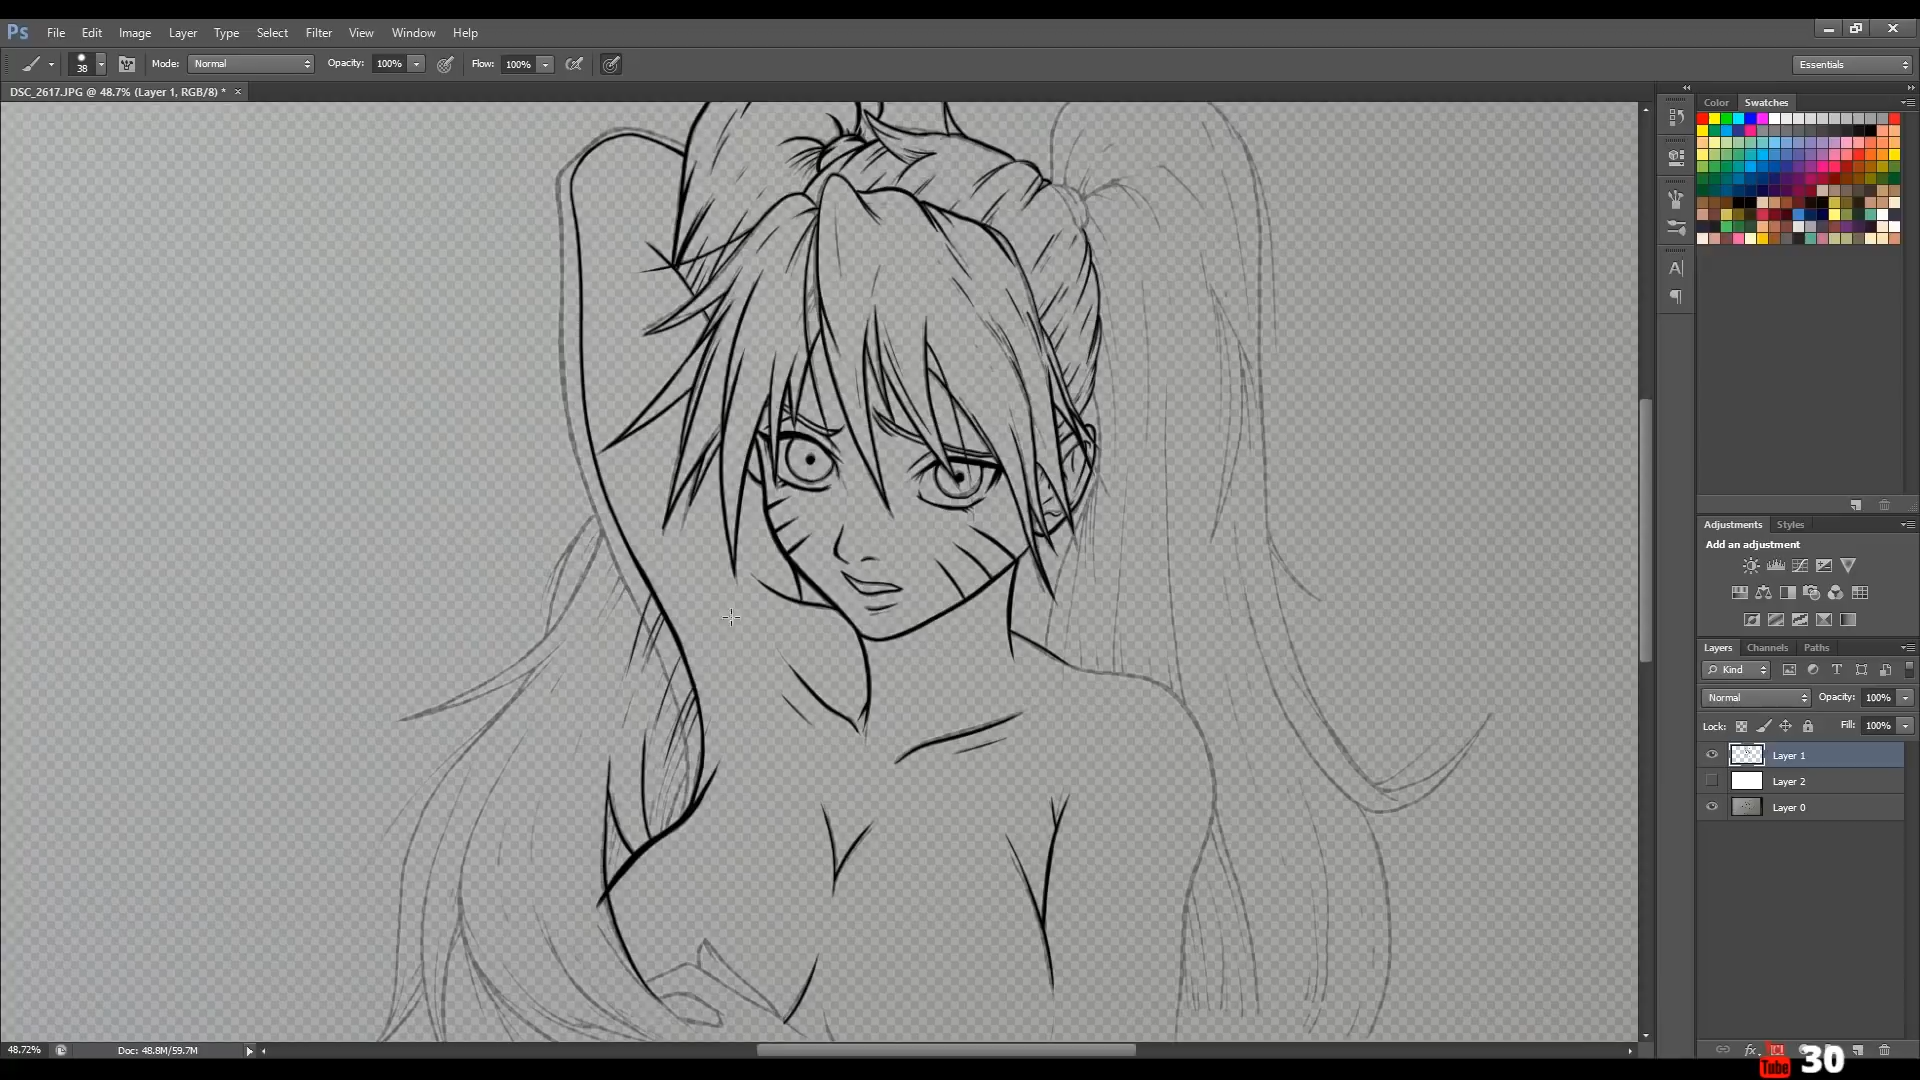 Ps File Edit Image Layer Type Select Filter View Window Help
38 Mode: Normal Opacity: 100% Flow: 100% Essentials
DSC_2617.JPG @ 48.7% (Layer 1, RGB/8) * ×
Color Swatches
A
Adjustments Styles
Add an adjustment
Layers Channels Paths
Kind
Normal Opacity: 100%
Lock: Fill: 100%
Layer 1
Layer 2
Layer 0
fx
48.72% Doc: 48.8M/59.7M
Tube 30